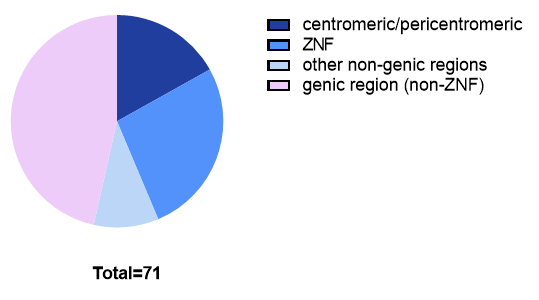 centromeric/pericentromeric
ZNF
other non-genic regions
genic region (non-ZNF)
Total=71